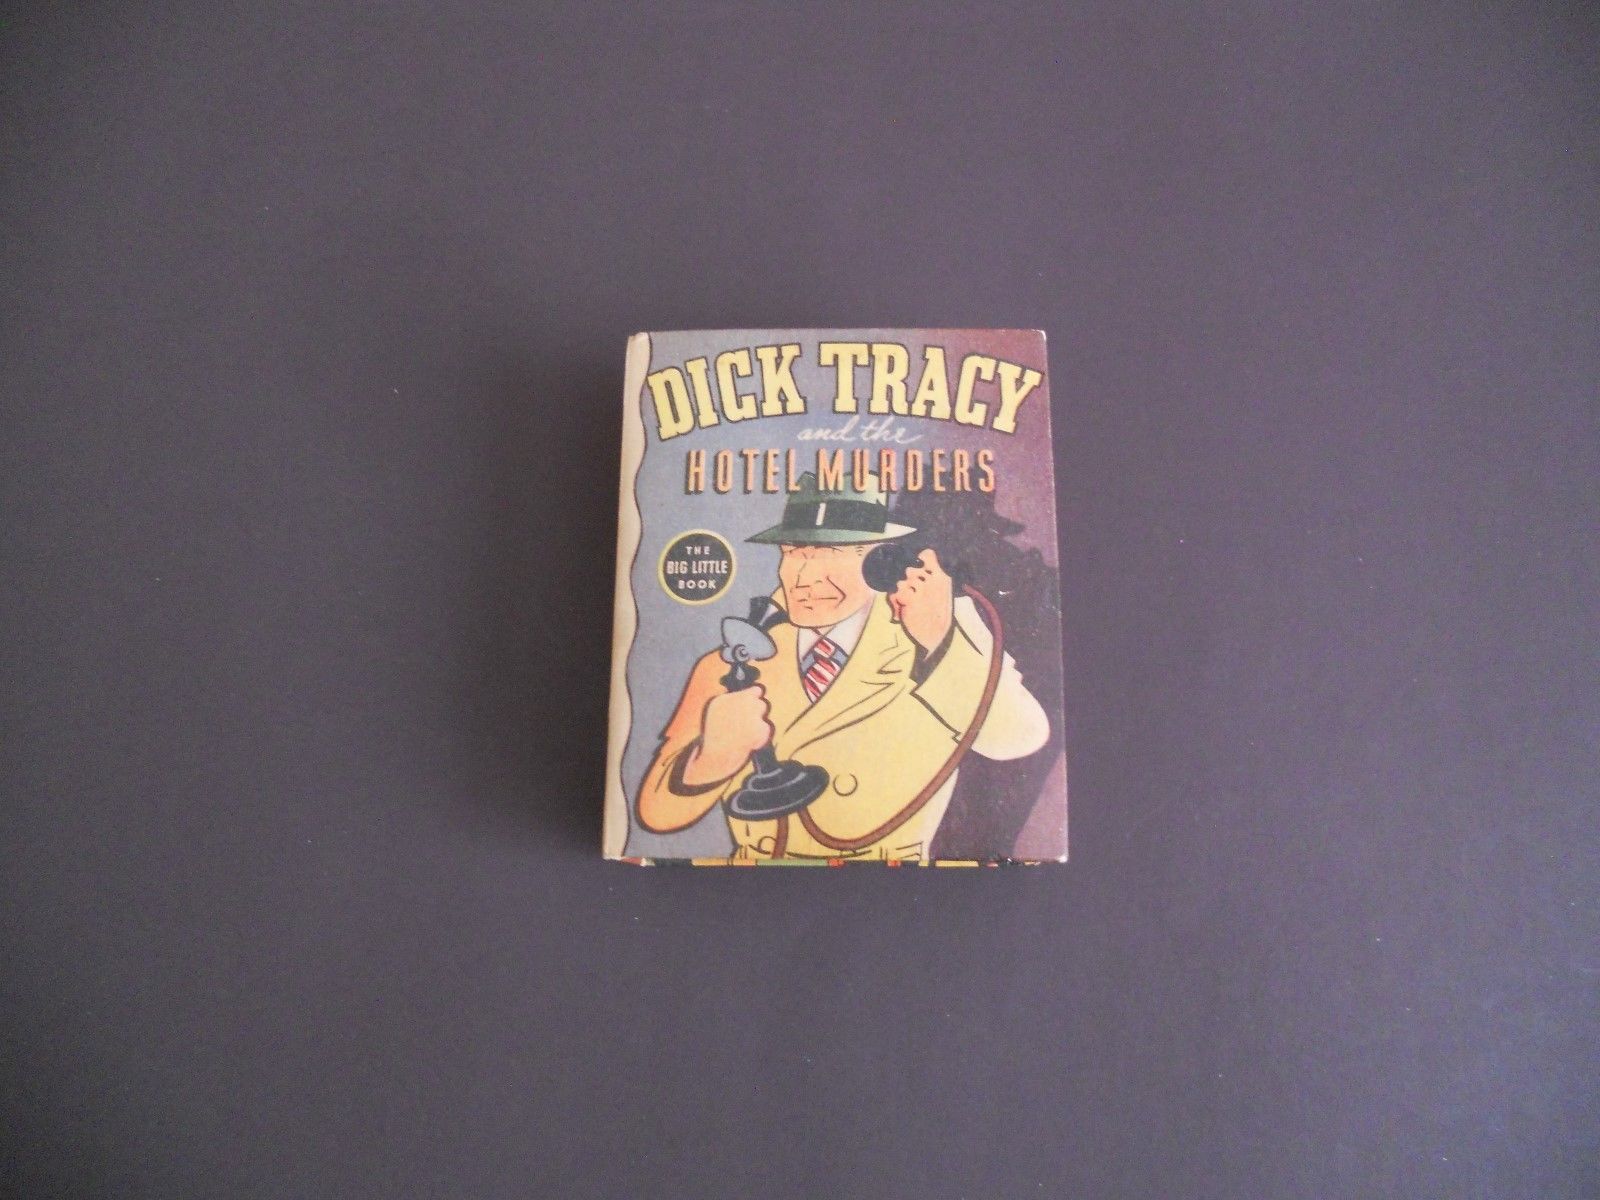 DICK TRACY
and the
HOTEL MURDERS
THE
BIG LITTLE
BOOK